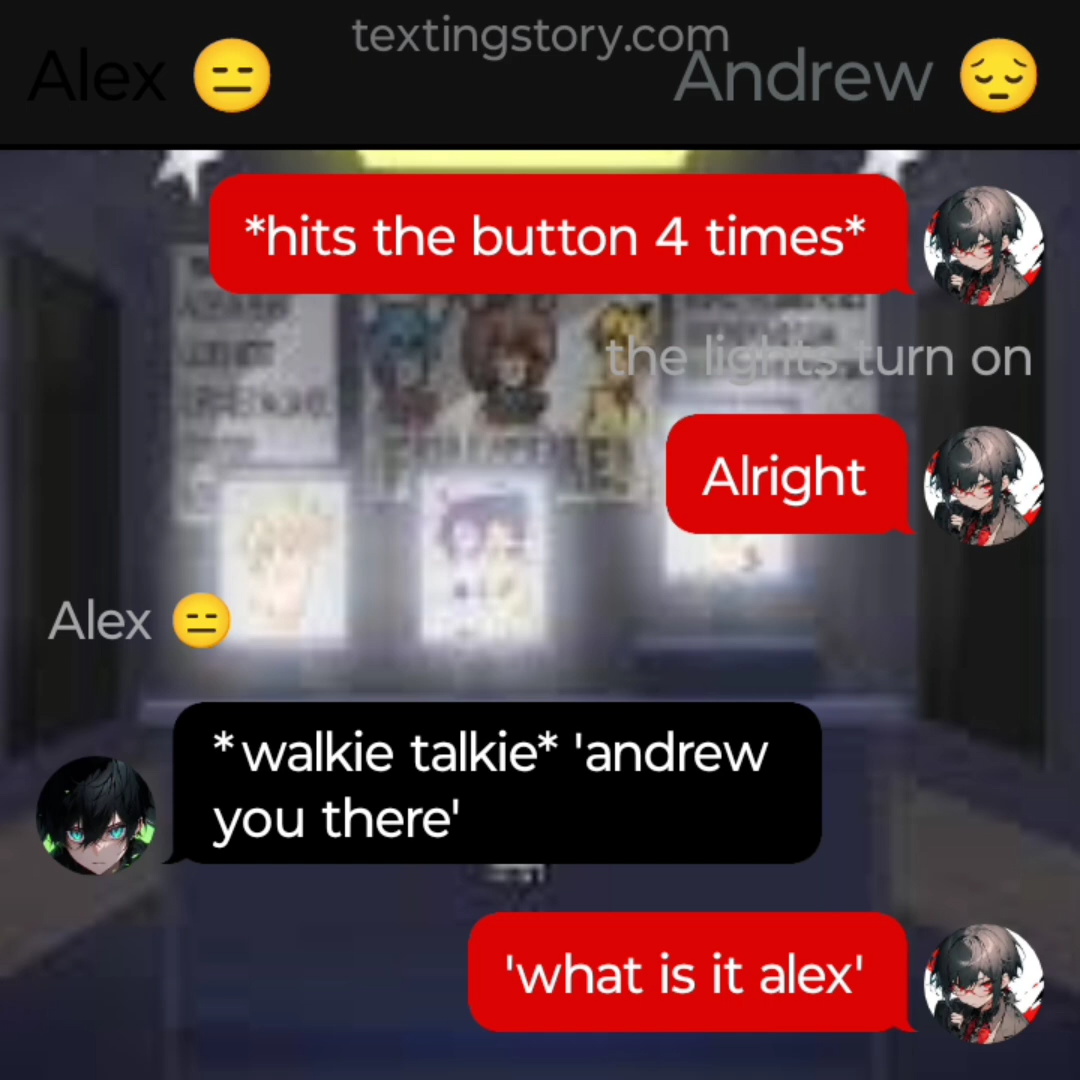 textingstory.com
Alex 😑
Andrew 😔
*hits the button 4 times*
the lights turn on
Alright
Alex 😑
*walkie talkie* 'andrew
you there'
'what is it alex'